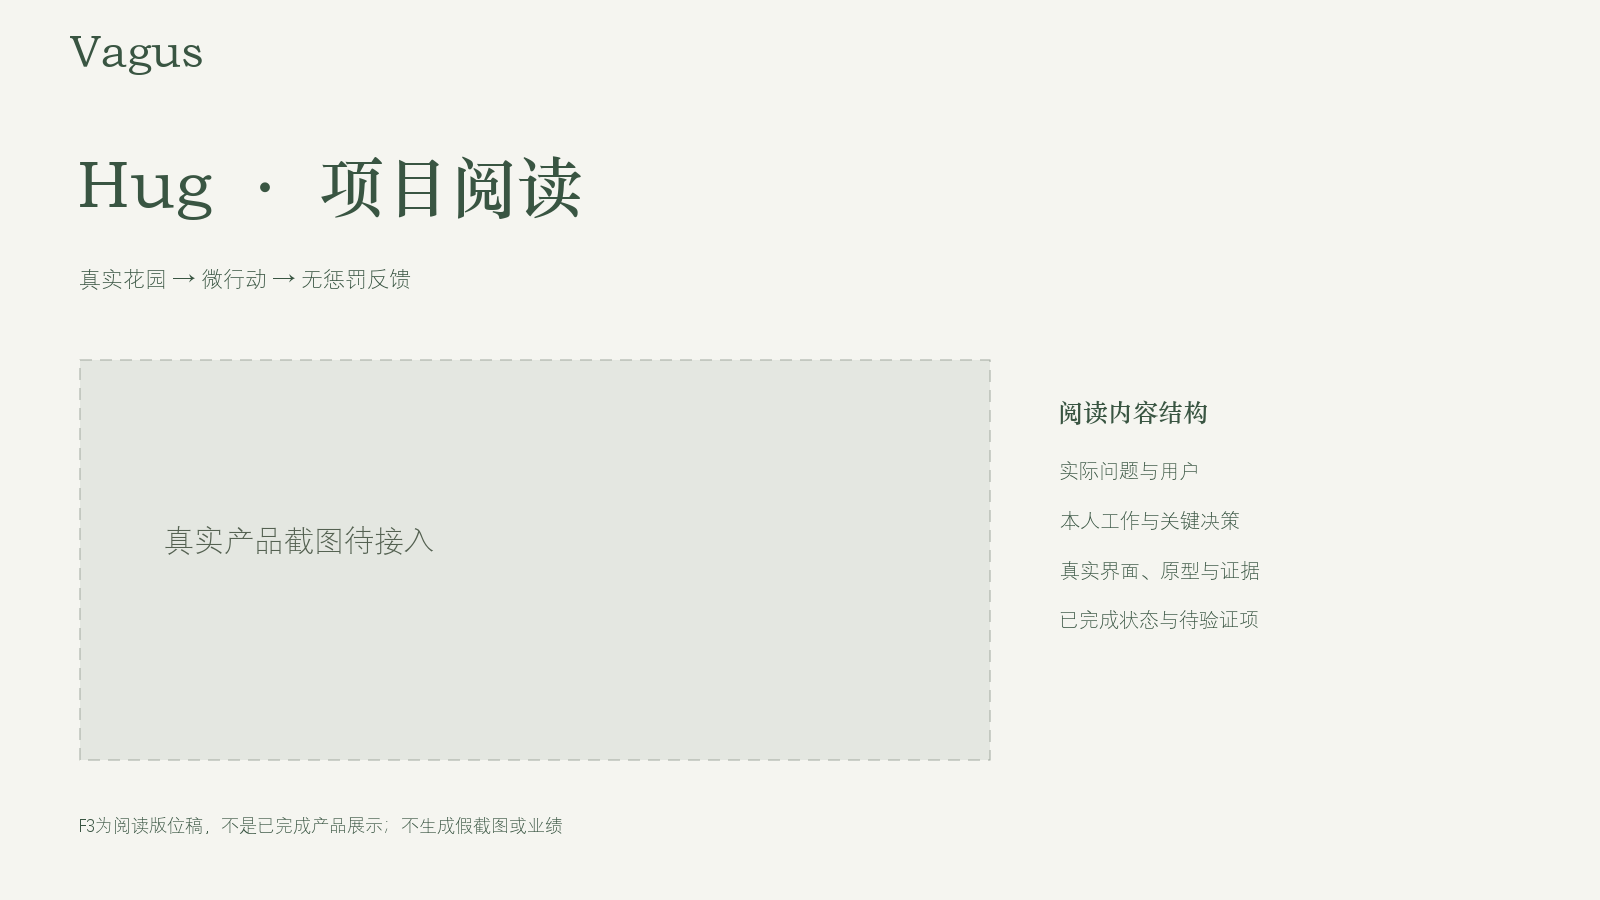 Vagus
Hug · 项目阅读
真实花园 → 微行动 → 无惩罚反馈
真实产品截图待接入
阅读内容结构
实际问题与用户
本人工作与关键决策
真实界面、原型与证据
已完成状态与待验证项
F3为阅读版位稿，不是已完成产品展示；不生成假截图或业绩